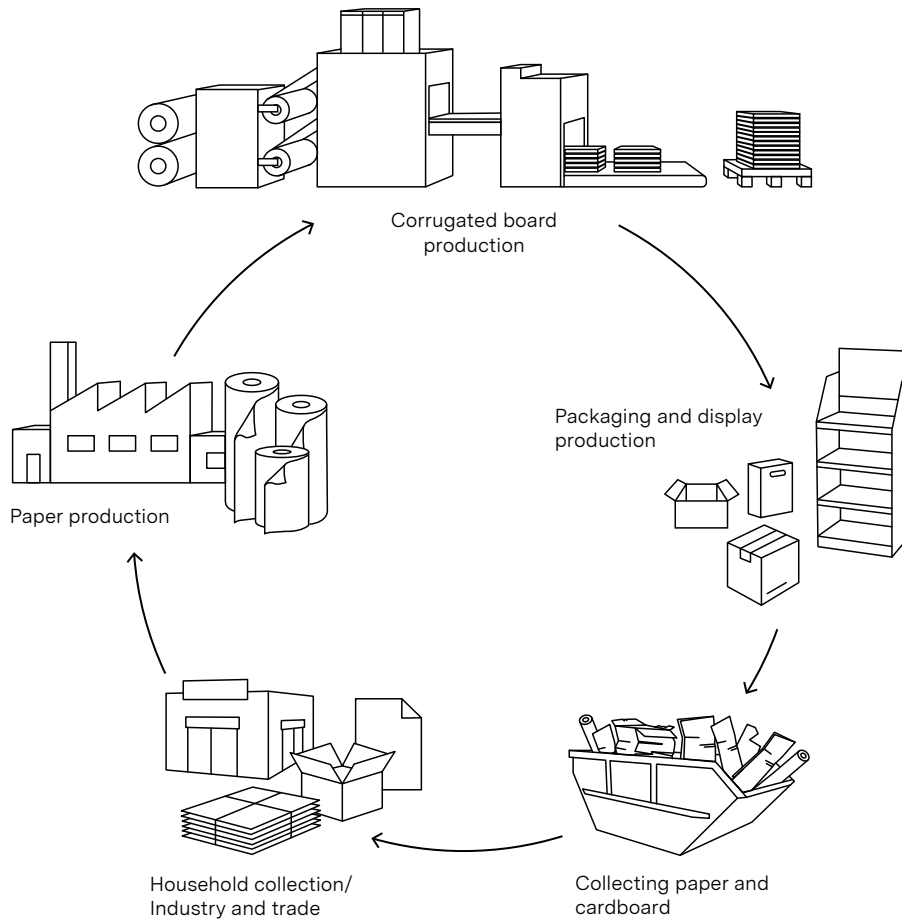 Corrugated board
production
Packaging and display
production
Paper production
Household collection/
Industry and trade
Collecting paper and
cardboard